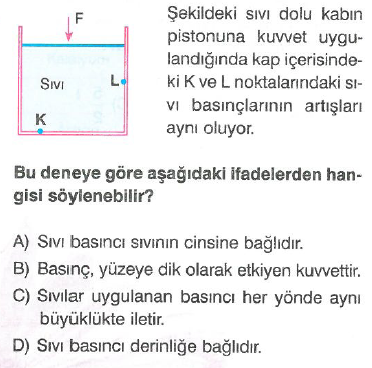 F
Sıvı
L
K
Şekildeki sıvı dolu kabın
pistonuna kuvvet uygu-
landığında kap içerisinde-
ki K ve L noktalarındaki sı-
vı basınçlarının artışları
aynı oluyor.
Bu deneye göre aşağıdaki ifadelerden han-
gisi söylenebilir?
A) Sıvı basıncı sıvının cinsine bağlıdır.
B) Basınç, yüzeye dik olarak etkiyen kuvvettir.
C) Sıvılar uygulanan basıncı her yönde aynı
büyüklükte iletir.
D) Sıvı basıncı derinliğe bağlıdır.